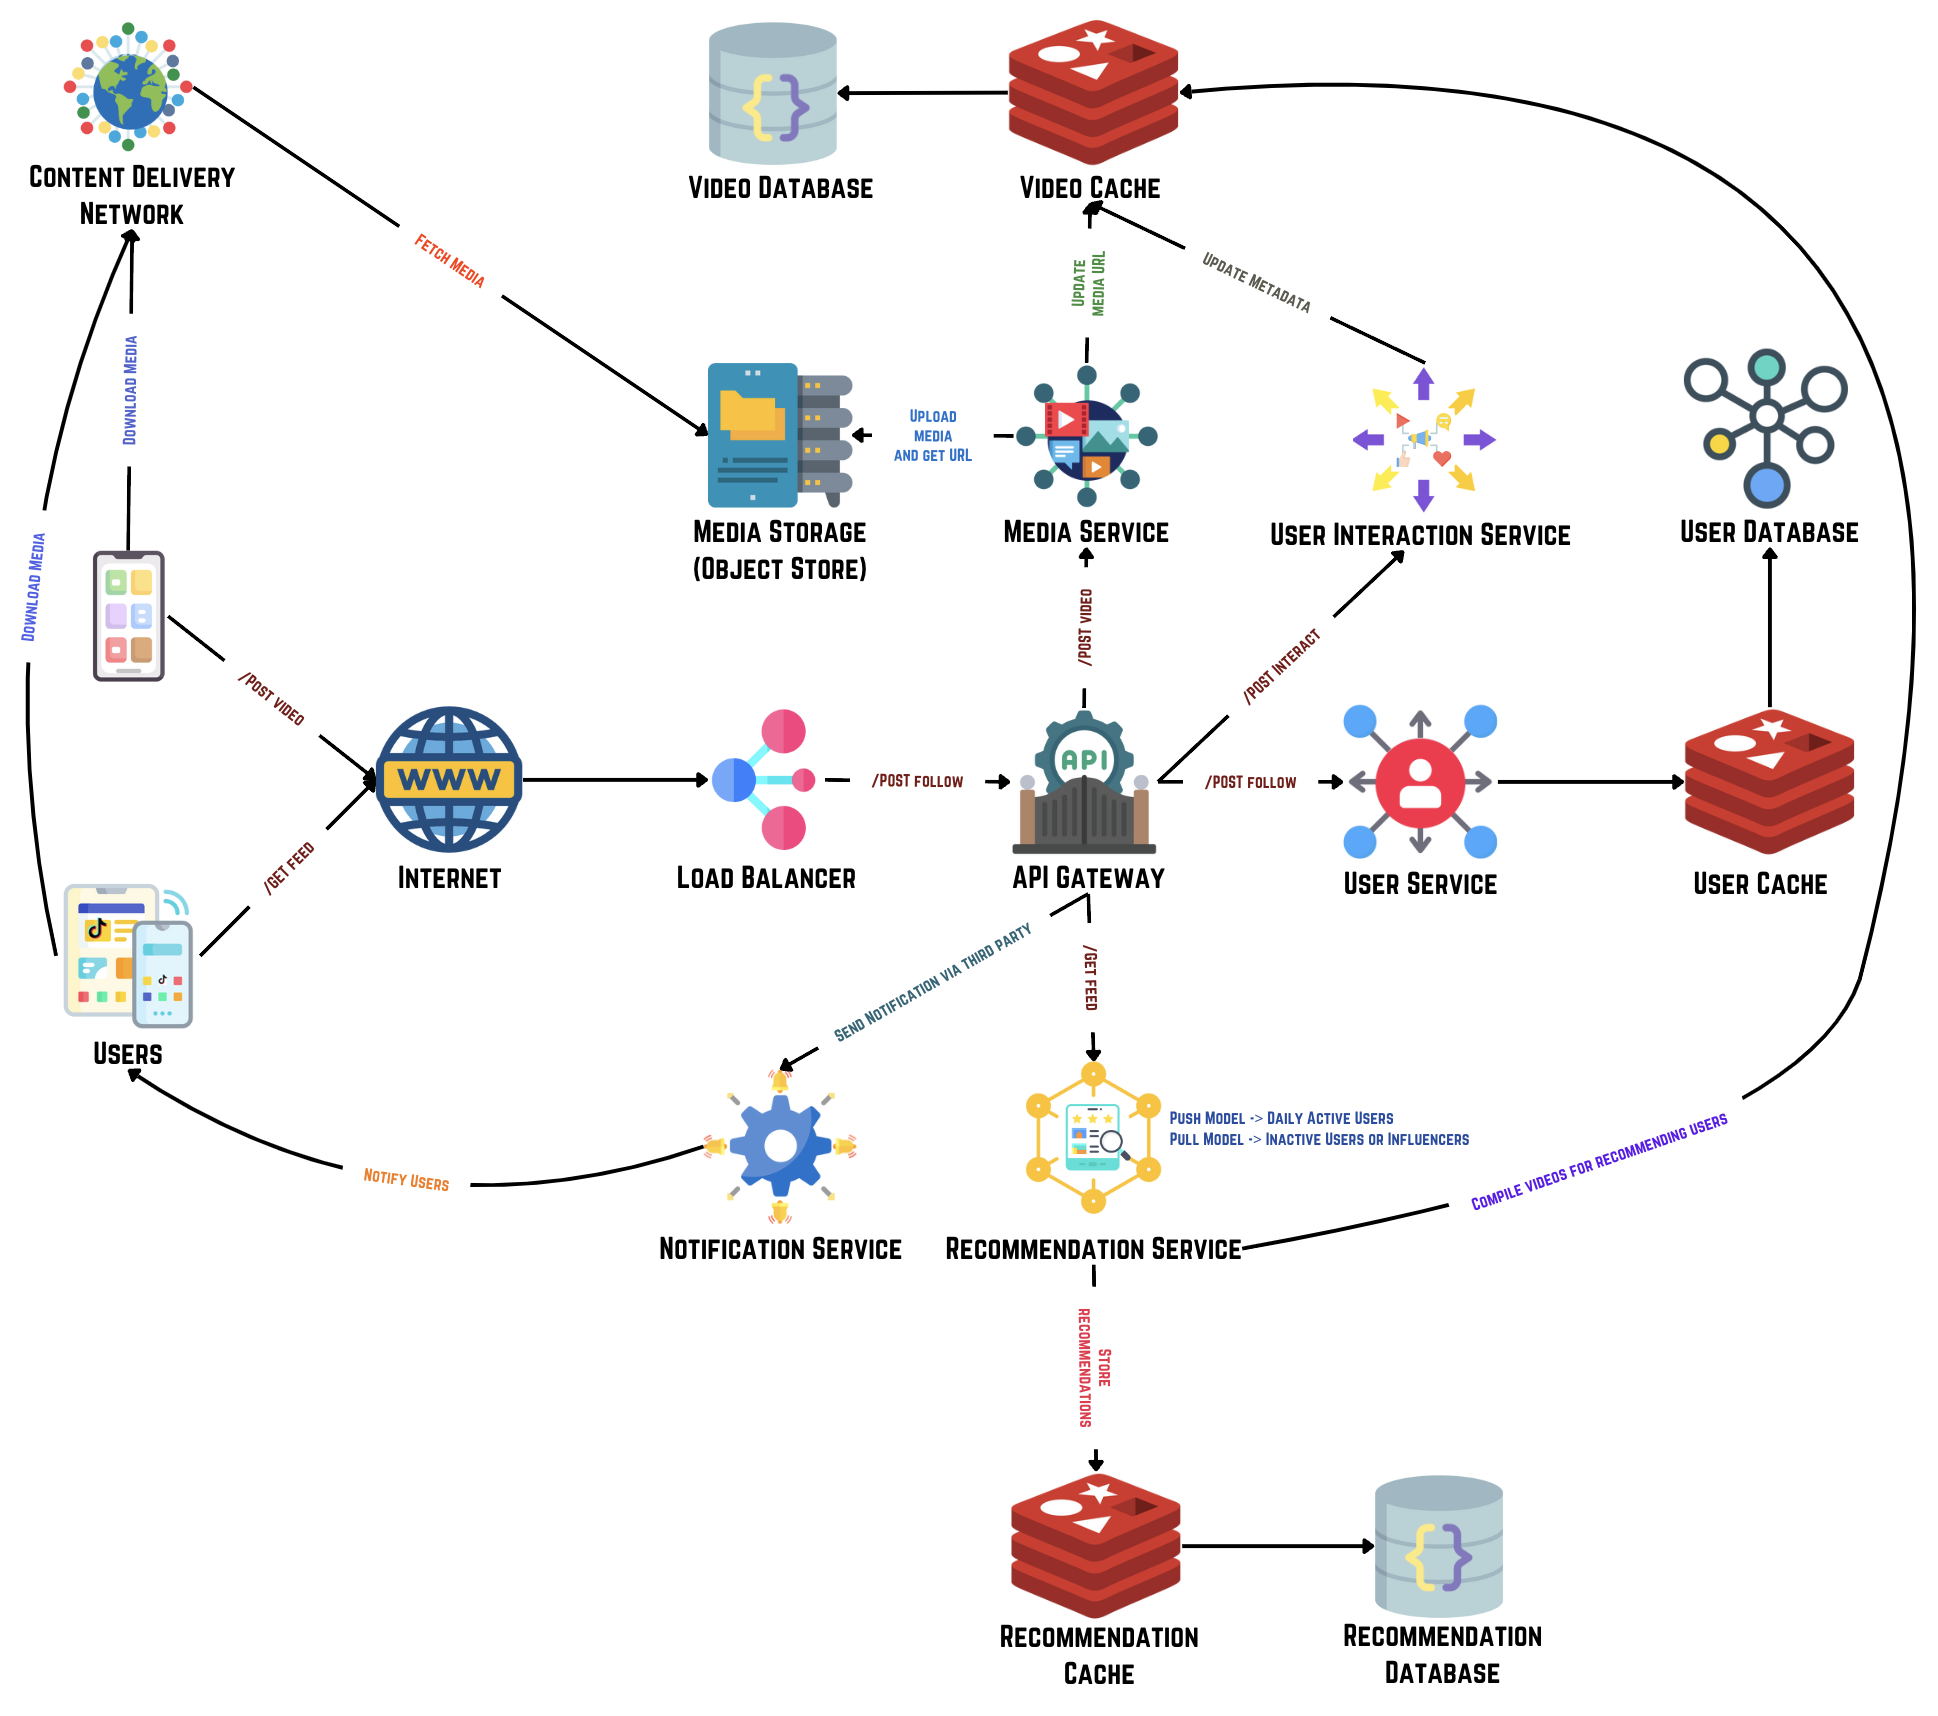 Content Delivery
Network
Video Database
Video Cache
Fetch Media
Update
media URL
Update Metadata
Download Media
Download Media
Upload
media
and get URL
Media Storage
(Object Store)
Media Service
User Interaction Service
User Database
/Post video
/Post video
/Post Interact
WWW
API
/Post follow
/Post follow
/Get feed
Internet
Load Balancer
API Gateway
User Service
User Cache
Send Notification via third party
/Get feed
Users
Notify Users
Push Model -> Daily Active Users
Pull Model -> Inactive Users or Influencers
Compile videos for recommending users
Notification Service
Recommendation Service
Store
recommendations
Recommendation
Cache
Recommendation
Database